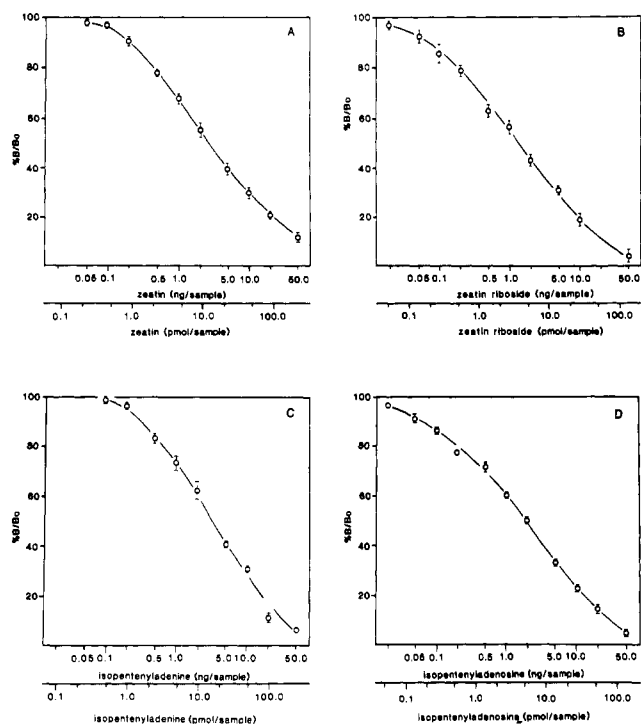 A
100
80
60
40
20
%B/Bo
0.05 0.1 0.5 1.0 5.0 10.0 50.0
zeatin (ng/sample)
0.1 1.0 10.0 100.0
zeatin (pmol/sample)
B
100
80
60
40
20
%B/Bo
0.05 0.1 0.5 1.0 5.0 10.0 50.0
zeatin riboside (ng/sample)
0.1 1.0 10.0 100.0
zeatin riboside (pmol/sample)
C
100
80
60
40
20
%B/Bo
0.05 0.1 0.5 1.0 5.0 10.0 50.0
isopentenyladenine (ng/sample)
0.1 1.0 10.0 100.0
isopentenyladenine (pmol/sample)
D
100
80
60
40
20
%B/Bo
0.05 0.1 0.5 1.0 5.0 10.0 50.0
isopentenyladenosine (ng/sample)
0.1 1.0 10.0 100.0
isopentenyladenosine (pmol/sample)